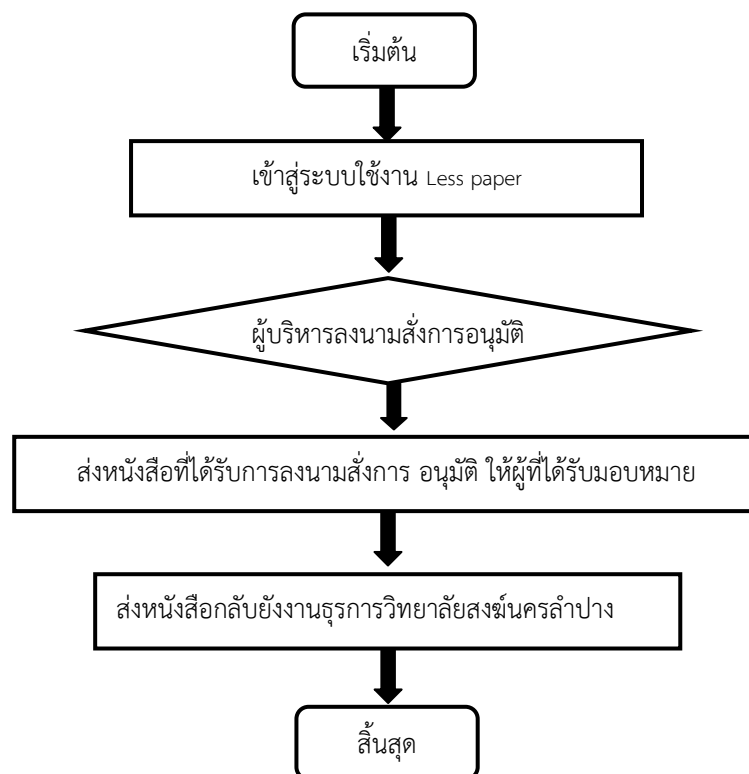 เริ่มต้น
เข้าสู่ระบบใช้งาน Less paper
ผู้บริหารลงนามสั่งการอนุมัติ
ส่งหนังสือที่ได้รับการลงนามสั่งการ อนุมัติ ให้ผู้ที่ได้รับมอบหมาย
ส่งหนังสือกลับยังงานธุรการวิทยาลัยสงฆ์นครลำปาง
สิ้นสุด